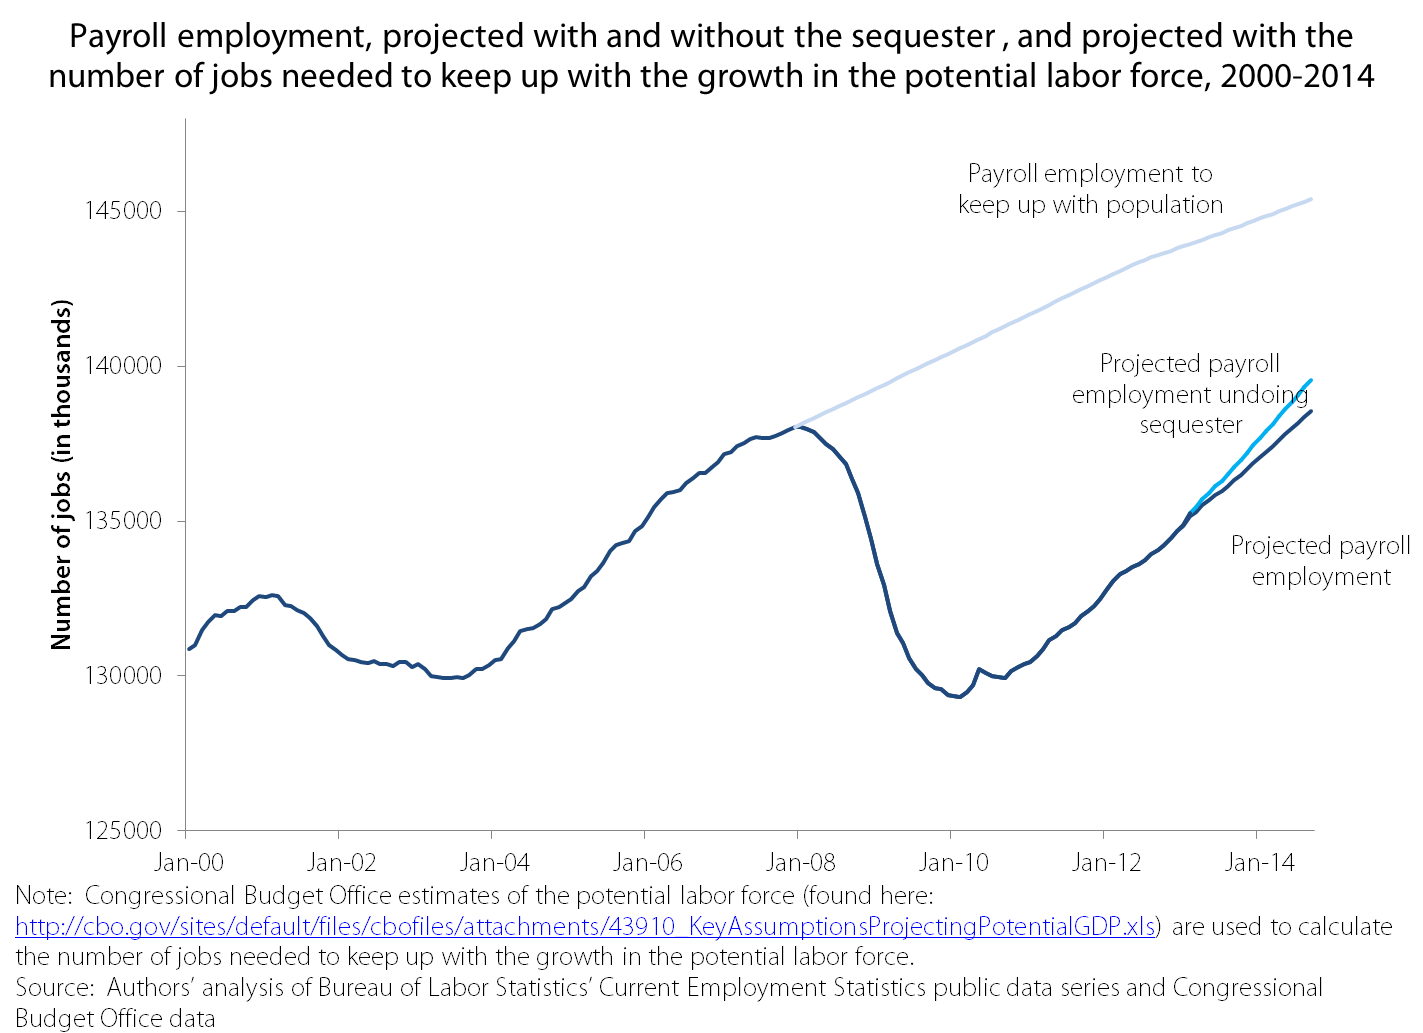 Payroll employment, projected with and without the sequester , and projected with the
number of jobs needed to keep up with the growth in the potential labor force, 2000-2014
Payroll employment to
keep up with population
145000
Number of jobs (in thousands)
140000
Projected payroll
employment undoing
sequester
135000
Projected payroll
employment
130000
125000
Jan-00 Jan-02 Jan-04 Jan-06 Jan-08 Jan-10 Jan-12 Jan-14
Note: Congressional Budget Office estimates of the potential labor force (found here:
http://cbo.gov/sites/default/files/cbofiles/attachments/43910_KeyAssumptionsProjectingPotentialGDP.xls) are used to calculate
the number of jobs needed to keep up with the growth in the potential labor force.
Source: Authors' analysis of Bureau of Labor Statistics' Current Employment Statistics public data series and Congressional
Budget Office data